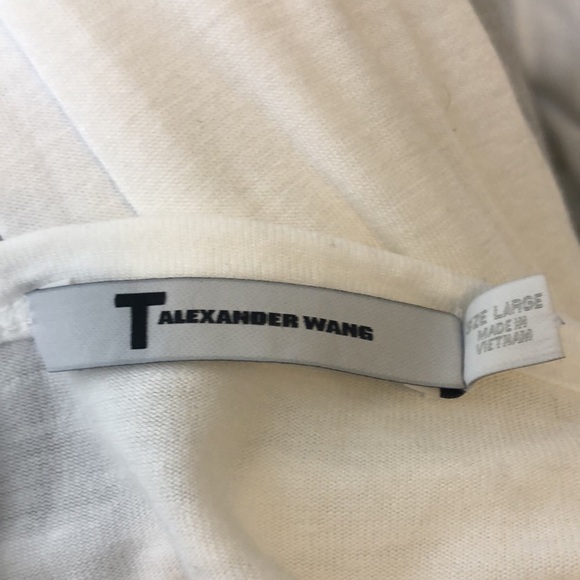 T ALEXANDER WANG
SIZE LARGE
MADE IN
VIETNAM